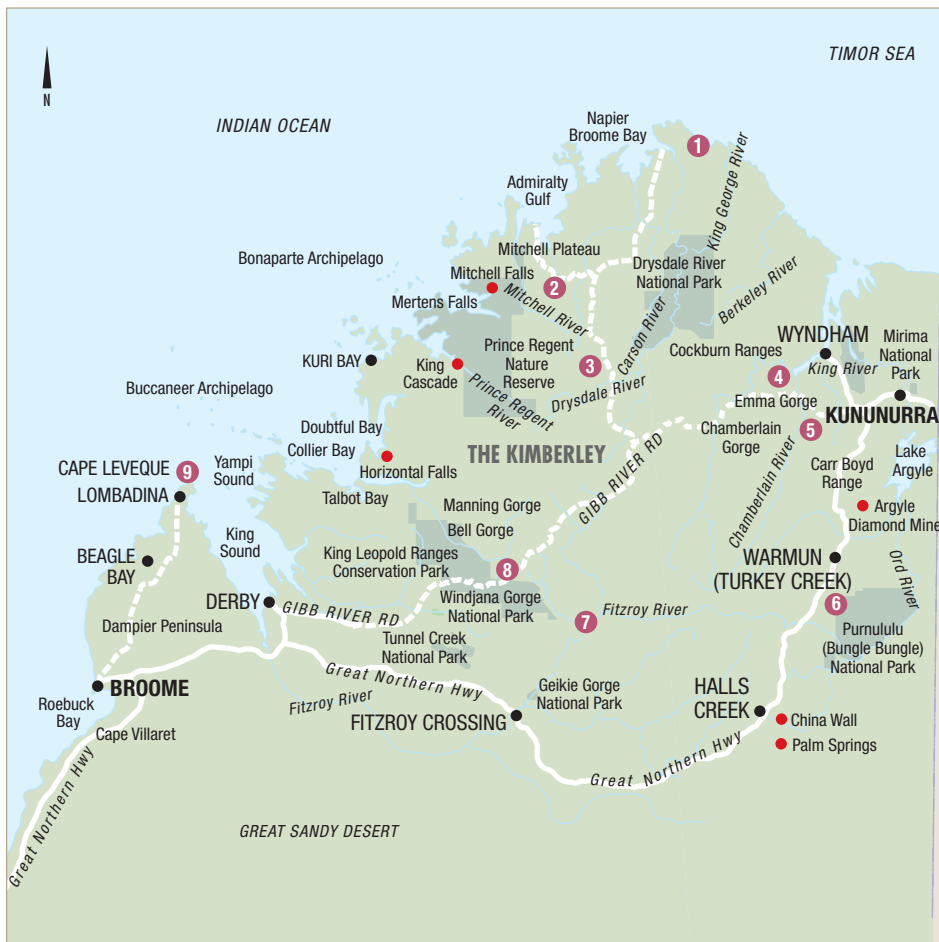 TIMOR SEA
N
INDIAN OCEAN
Napier
Broome Bay
1
King George River
Admiralty
Gulf
Mitchell Plateau
Bonaparte Archipelago
Mitchell Falls
2
Drysdale River
National Park
Mertens Falls
Mitchell River
Carson River
Berkeley River
WYNDHAM
Mirima
National
Park
KURI BAY
King
Cascade
Prince Regent
Nature
Reserve
3
Cockburn Ranges
King River
Buccaneer Archipelago
Prince Regent
River
Drysdale River
4
Emma Gorge
KUNUNURRA
Doubtful Bay
Collier Bay
THE KIMBERLEY
Chamberlain
Gorge
5
CAPE LEVEQUE
9
Yampi
Sound
Horizontal Falls
GIBB RIVER RD
Chamberlain River
Carr Boyd
Range
Lake
Argyle
LOMBADINA
Talbot Bay
Manning Gorge
Argyle
Diamond Mine
Bell Gorge
King
Sound
BEAGLE
BAY
King Leopold Ranges
Conservation Park
8
WARMUN
(TURKEY CREEK)
Ord River
DERBY
GIBB RIVER RD
Windjana Gorge
National Park
7
Fitzroy River
6
Dampier Peninsula
Tunnel Creek
National Park
Purnululu
(Bungle Bungle)
National Park
BROOME
Great Northern Hwy
Roebuck
Bay
Fitzroy River
Geikie Gorge
National Park
HALLS
CREEK
Cape Villaret
FITZROY CROSSING
China Wall
Palm Springs
Great Northern Hwy
Great Northern Hwy
GREAT SANDY DESERT